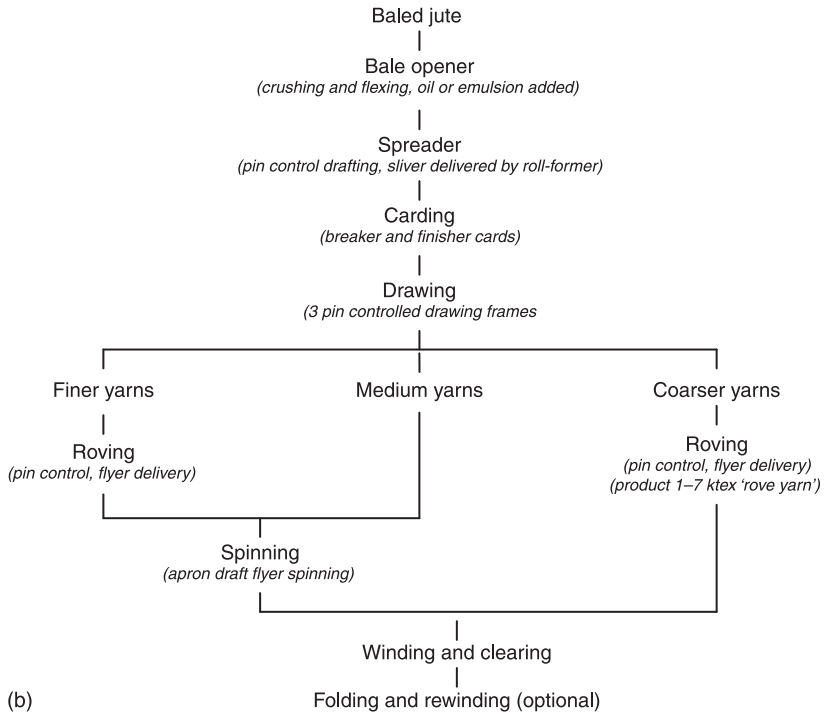 Baled jute
Bale opener
(crushing and flexing, oil or emulsion added)
Spreader
(pin control drafting, sliver delivered by roll-former)
Carding
(breaker and finisher cards)
Drawing
(3 pin controlled drawing frames
Finer yarns
Medium yarns
Coarser yarns
Roving
(pin control, flyer delivery)
Roving
(pin control, flyer delivery)
(product 1–7 ktex ‘rove yarn’)
Spinning
(apron draft flyer spinning)
Winding and clearing
Folding and rewinding (optional)
(b)